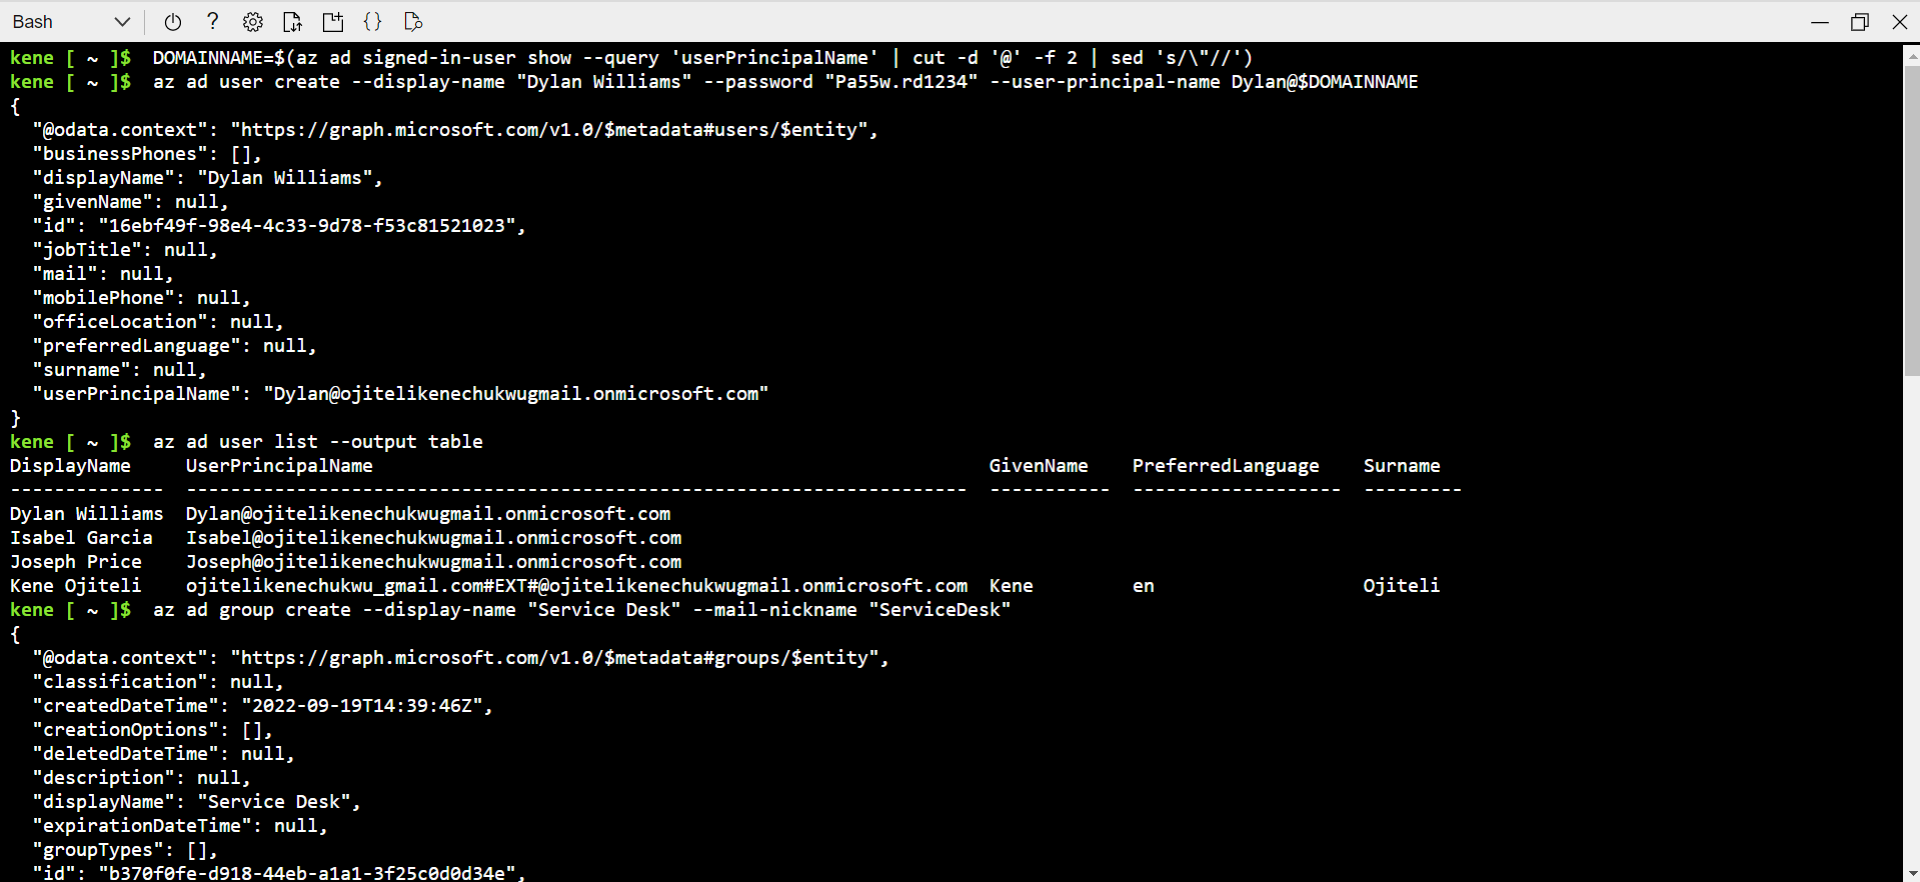 Bash
kene [ ~ ]$  DOMAINNAME=$(az ad signed-in-user show --query 'userPrincipalName' | cut -d '@' -f 2 | sed 's/\"//')
kene [ ~ ]$  az ad user create --display-name "Dylan Williams" --password "Pa55w.rd1234" --user-principal-name Dylan@$DOMAINNAME
{
  "@odata.context": "https://graph.microsoft.com/v1.0/$metadata#users/$entity",
  "businessPhones": [],
  "displayName": "Dylan Williams",
  "givenName": null,
  "id": "16ebf49f-98e4-4c33-9d78-f53c81521023",
  "jobTitle": null,
  "mail": null,
  "mobilePhone": null,
  "officeLocation": null,
  "preferredLanguage": null,
  "surname": null,
  "userPrincipalName": "Dylan@ojitelikenechukwugmail.onmicrosoft.com"
}
kene [ ~ ]$  az ad user list --output table
DisplayName     UserPrincipalName                                                        GivenName    PreferredLanguage    Surname
--------------  -----------------------------------------------------------------------  -----------  -------------------  ---------
Dylan Williams  Dylan@ojitelikenechukwugmail.onmicrosoft.com
Isabel Garcia   Isabel@ojitelikenechukwugmail.onmicrosoft.com
Joseph Price    Joseph@ojitelikenechukwugmail.onmicrosoft.com
Kene Ojiteli    ojitelikenechukwu_gmail.com#EXT#@ojitelikenechukwugmail.onmicrosoft.com  Kene         en                   Ojiteli
kene [ ~ ]$  az ad group create --display-name "Service Desk" --mail-nickname "ServiceDesk"
{
  "@odata.context": "https://graph.microsoft.com/v1.0/$metadata#groups/$entity",
  "classification": null,
  "createdDateTime": "2022-09-19T14:39:46Z",
  "creationOptions": [],
  "deletedDateTime": null,
  "description": null,
  "displayName": "Service Desk",
  "expirationDateTime": null,
  "groupTypes": [],
  "id": "b370f0fe-d918-44eb-a1a1-3f25c0d0d34e",